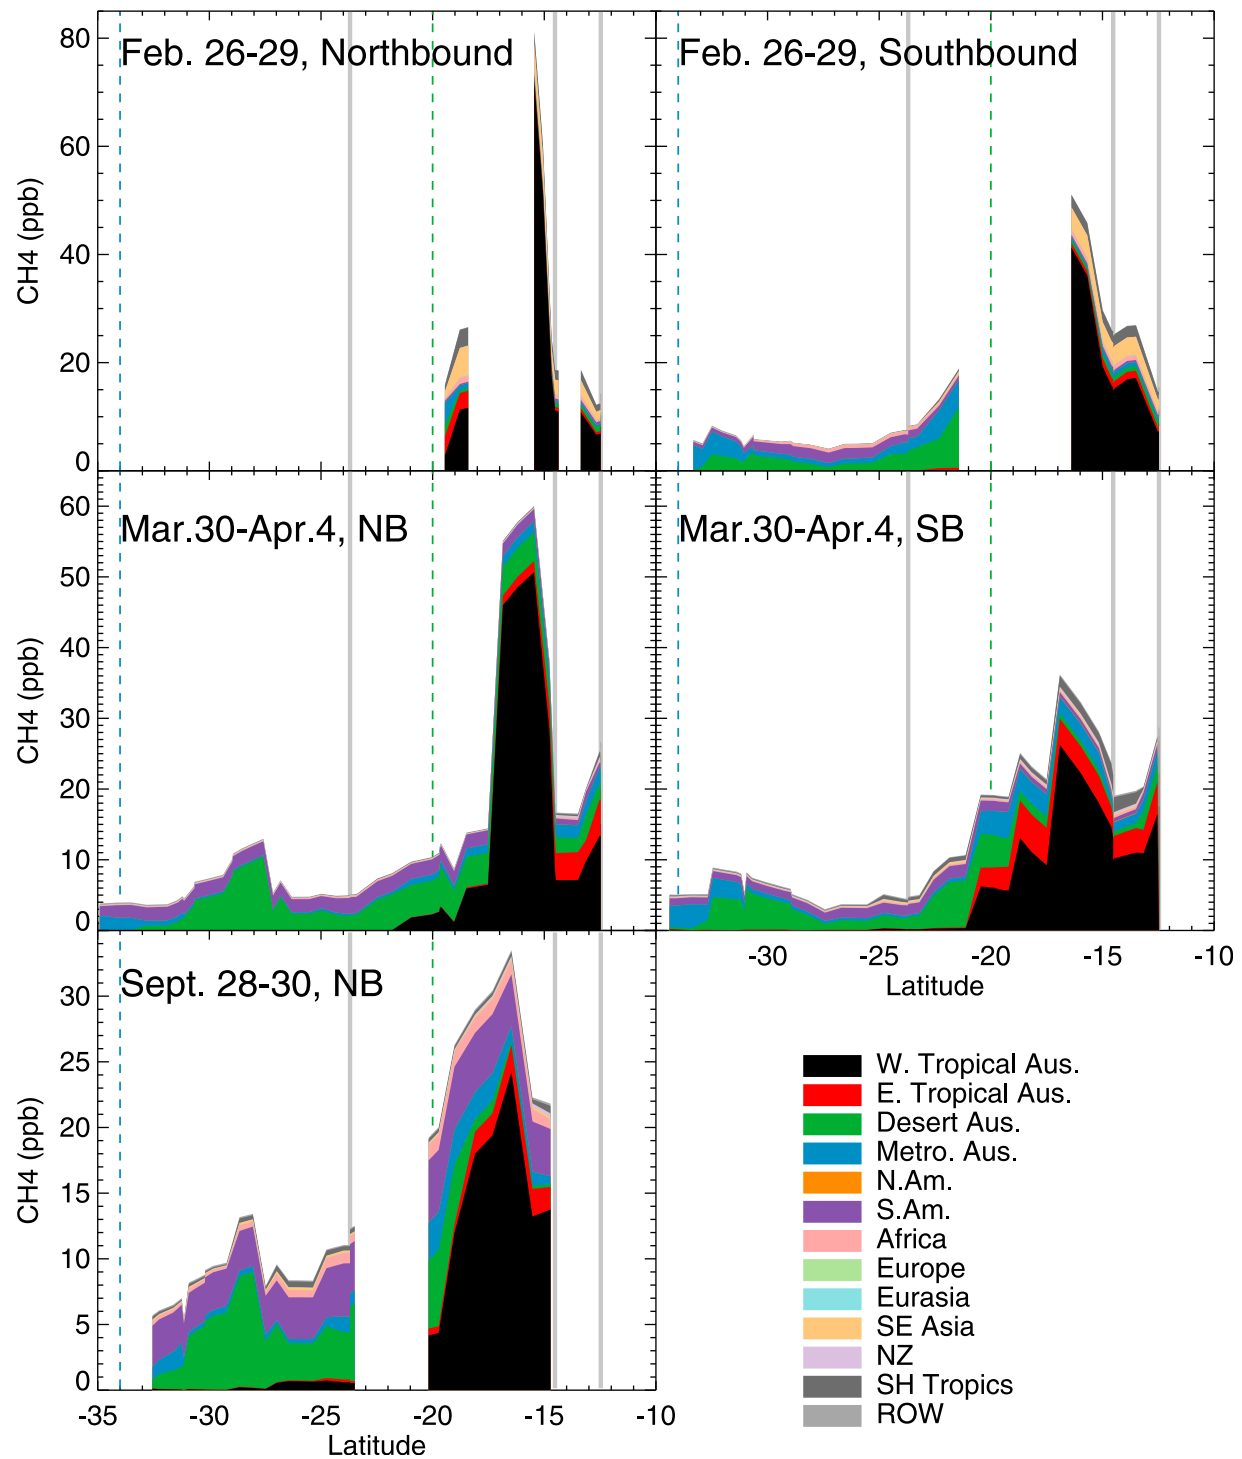 Feb. 26-29, Northbound
Feb. 26-29, Southbound
80
60
40
20
0
CH4 (ppb)
Mar.30-Apr.4, NB
Mar.30-Apr.4, SB
60
50
40
30
20
10
0
CH4 (ppb)
-30 -25 -20 -15 -10
Latitude
Sept. 28-30, NB
30
25
20
15
10
5
0
CH4 (ppb)
-35 -30 -25 -20 -15 -10
Latitude
W. Tropical Aus.
E. Tropical Aus.
Desert Aus.
Metro. Aus.
N.Am.
S.Am.
Africa
Europe
Eurasia
SE Asia
NZ
SH Tropics
ROW